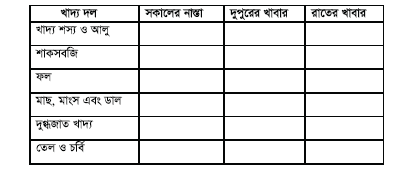 খাদ্য দল সকালের নাস্তা দুপুরের খাবার রাতের খাবার
খাদ্য শস্য ও আলু
শাকসবজি
ফল
মাছ, মাংস এবং ডাল
দুগ্ধজাত খাদ্য
তেল ও চর্বি